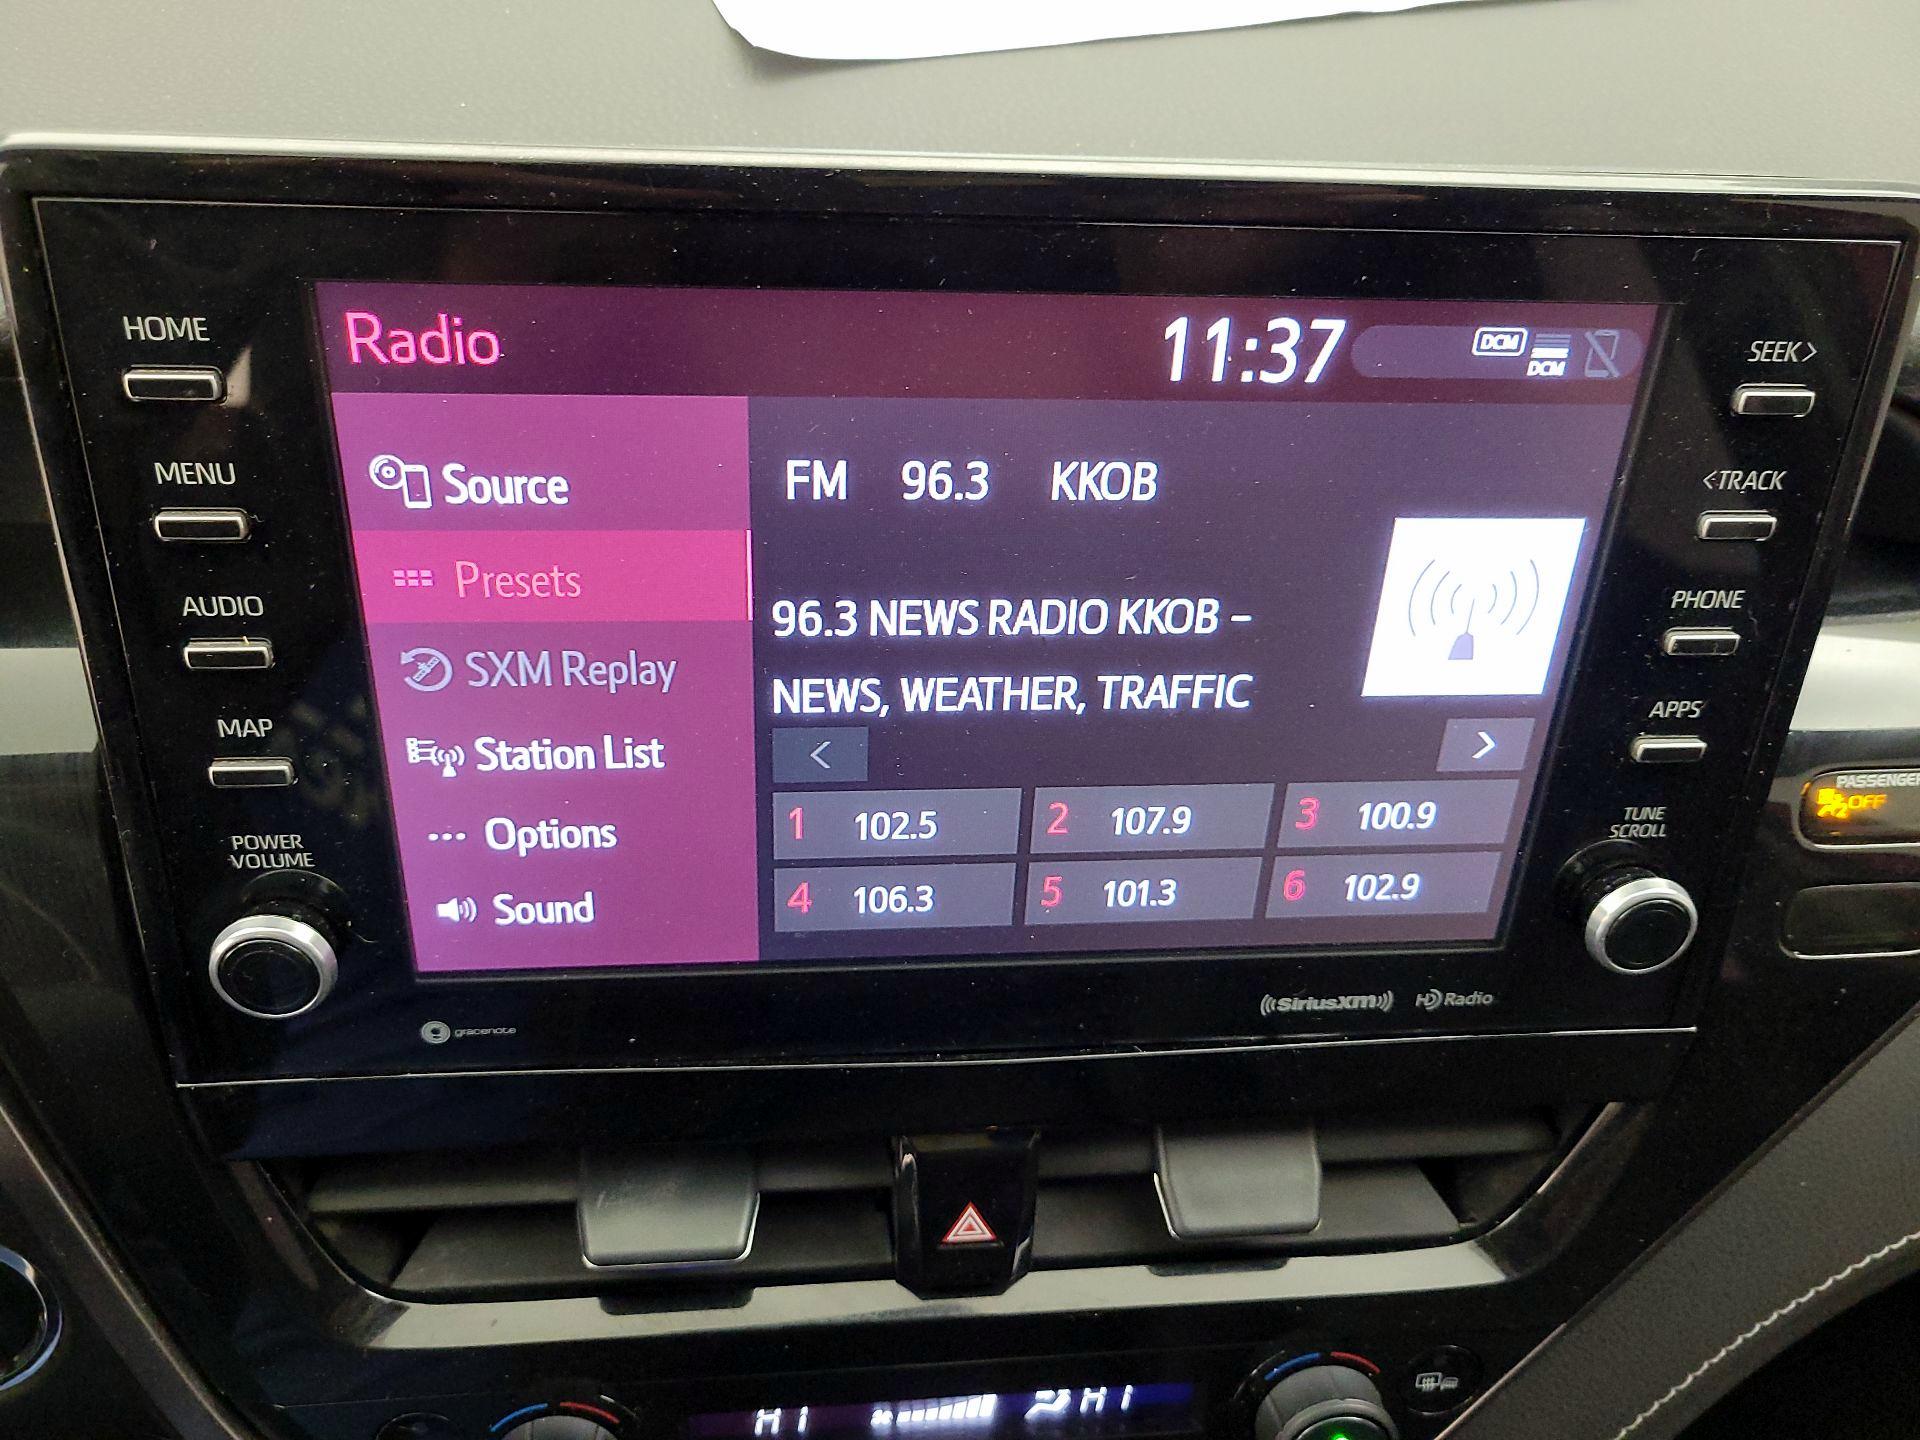 HOME
MENU
AUDIO
MAP
POWER
VOLUME
Radio
11:37
DCM
DCM
Source
Presets
SXM Replay
Station List
Options
Sound
FM 96.3 KKOB
96.3 NEWS RADIO KKOB –
NEWS, WEATHER, TRAFFIC
< >
1 102.5 2 107.9 3 100.9
4 106.3 5 101.3 6 102.9
SEEK>
<TRACK
PHONE
APPS
TUNE
SCROLL
PASSENGER
2 OFF
gracenote
((SiriusXM))
HD Radio
HI HI